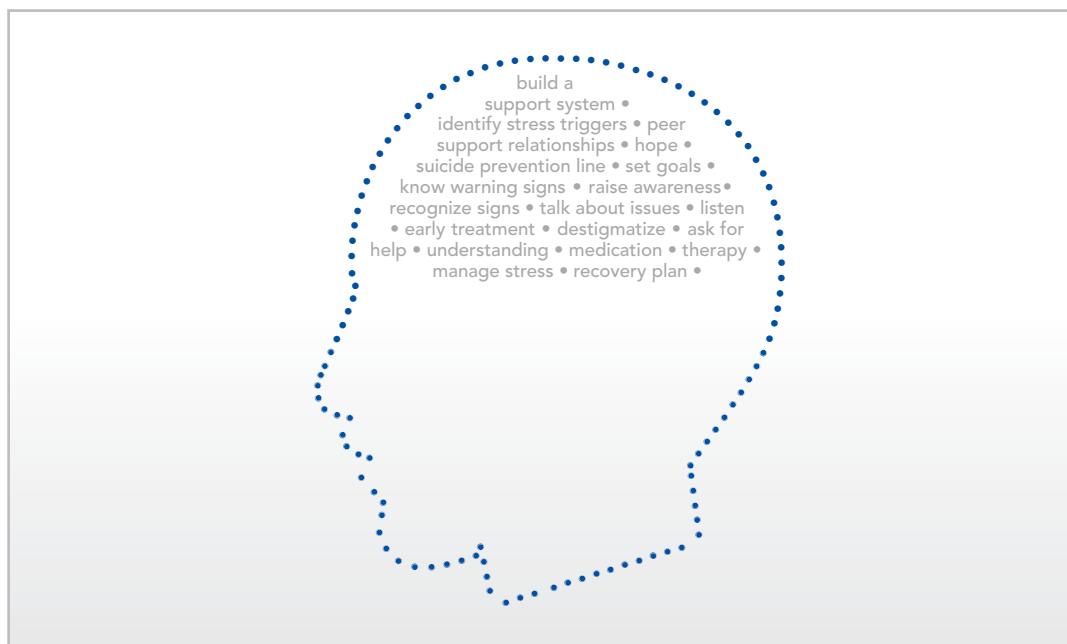 build a
support system •
identify stress triggers • peer
support relationships • hope •
suicide prevention line • set goals •
know warning signs • raise awareness•
recognize signs • talk about issues • listen
• early treatment • destigmatize • ask for
help • understanding • medication • therapy •
manage stress • recovery plan •